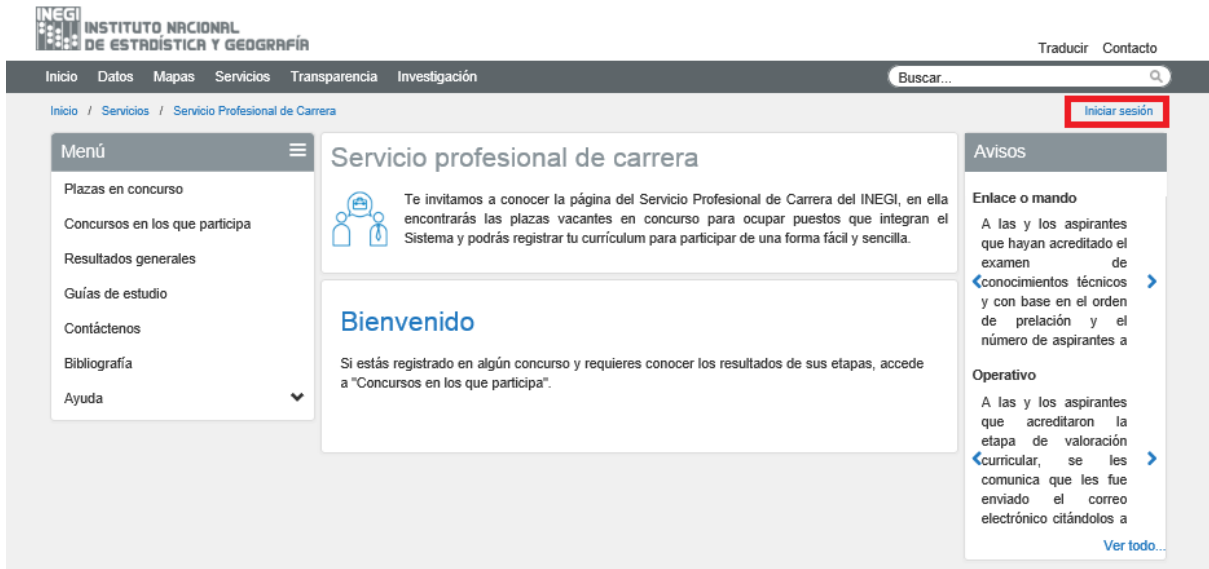 INEGI
INSTITUTO NACIONAL
DE ESTADÍSTICA Y GEOGRAFÍA
Traducir Contacto
Inicio Datos Mapas Servicios Transparencia Investigación Buscar...
Inicio / Servicios / Servicio Profesional de Carrera
Iniciar sesión
Menú
Plazas en concurso
Concursos en los que participa
Resultados generales
Guías de estudio
Contáctenos
Bibliografía
Ayuda
Servicio profesional de carrera
Te invitamos a conocer la página del Servicio Profesional de Carrera del INEGI, en ella
encontrarás las plazas vacantes en concurso para ocupar puestos que integran el
Sistema y podrás registrar tu currículum para participar de una forma fácil y sencilla.
Bienvenido
Si estás registrado en algún concurso y requieres conocer los resultados de sus etapas, accede
a "Concursos en los que participa".
Avisos
Enlace o mando
A las y los aspirantes
que hayan acreditado el
examen de
conocimientos técnicos
y con base en el orden
de prelación y el
número de aspirantes a
Operativo
A las y los aspirantes
que acreditaron la
etapa de valoración
curricular, se les
comunica que les fue
enviado el correo
electrónico citándolos a
Ver todo...